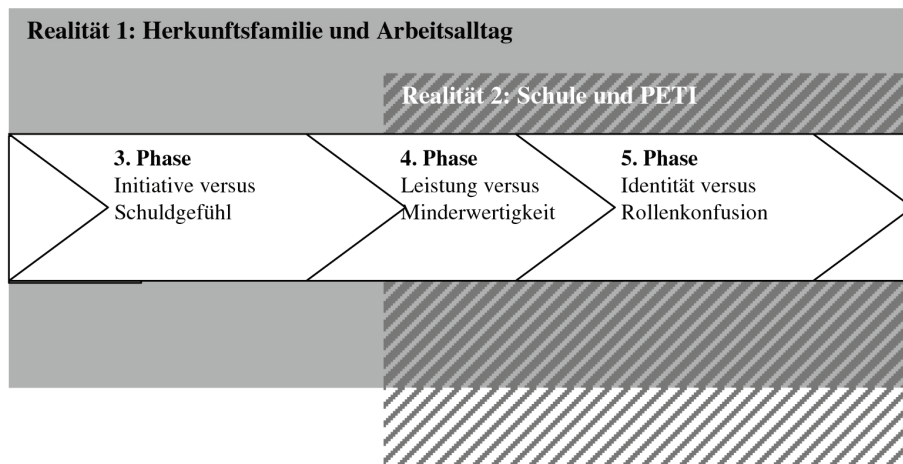 Realität 1: Herkunftsfamilie und Arbeitsalltag
Realität 2: Schule und PETI
3. Phase
Initiative versus
Schuldgefühl
4. Phase
Leistung versus
Minderwertigkeit
5. Phase
Identität versus
Rollenkonfusion